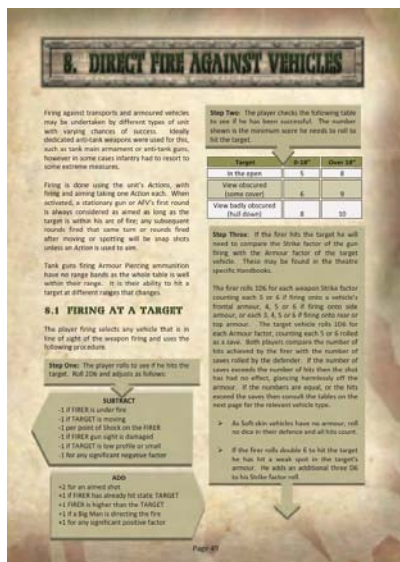 8. DIRECT FIRE AGAINST VEHICLES
Firing against transports and armoured vehicles
may be undertaken by different types of unit
with varying chances of success. Ideally
dedicated anti-tank weapons were used for this,
such as tank main armament or anti-tank guns,
however in some cases infantry had to resort to
some extreme measures.
Firing is done using the unit's Actions, with
firing and aiming taking one Action each. When
activated, a stationary gun or AFV's first round
is always considered as aimed as long as the
target is within his arc of fire; any subsequent
rounds fired that same turn or rounds fired
after moving or spotting will be snap shots
unless an Action is used to aim.
Tank guns firing Armour Piercing ammunition
have no range bands as the whole table is well
within their range. It is their ability to hit a
target at different ranges that changes.
8.1 FIRING AT A TARGET
The player firing selects any vehicle that is in
line of sight of the weapon firing and uses the
following procedure.
Step One: The player rolls to see if he hits the
target. Roll 2D6 and adjusts as follows:
SUBTRACT
-1 if FIRER is under fire
-1 if TARGET is moving
-1 per point of Shock on the FIRER
-1 if FIRER gun sight is damaged
-1 if TARGET is low profile or small
-1 for any significant negative factor
ADD
+2 for an aimed shot
+1 if FIRER has already hit static TARGET
+1 FIRER is higher than the TARGET
+1 if a Big Man is directing the fire
+1 for any significant positive factor
Step Two: The player checks the following table
to see if he has been successful. The number
shown is the minimum score he needs to roll to
hit the target.
Target 0-18" Over 18"
In the open 5 8
View obscured
(some cover) 6 9
View badly obscured
(hull down) 8 10
Step Three: If the firer hits the target he will
need to compare the Strike factor of the gun
firing with the Armour factor of the target
vehicle. These may be found in the theatre
specific Handbooks.
The firer rolls 1D6 for each weapon Strike factor
counting each 5 or 6 if firing onto a vehicle's
frontal armour, 4, 5 or 6 if firing onto side
armour, or each 3, 4, 5 or 6 if firing onto rear or
top armour. The target vehicle rolls 1D6 for
each Armour factor, counting each 5 or 6 rolled
as a save. Both players compare the number of
hits achieved by the firer with the number of
saves rolled by the defender. If the number of
saves exceeds the number of hits then the shot
has had no effect, glancing harmlessly off the
armour. If the numbers are equal, or the hits
exceed the saves then consult the tables on the
next page for the relevant vehicle type.
➢ As Soft-skin vehicles have no armour, roll
no dice in their defence and all hits count.
➢ If the firer rolls double 6 to hit the target
he has hit a weak spot in the target's
armour. He adds an additional three D6
to his Strike factor roll.
Page 49